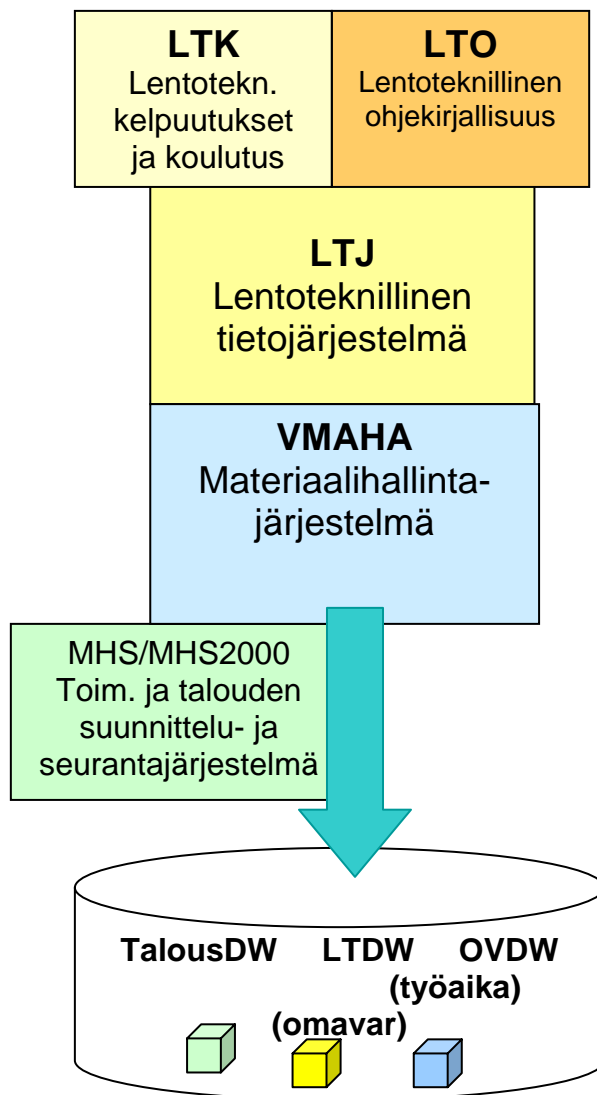 LTK
Lentotekn.
kelpuutukset
ja koulutus
LTO
Lentoteknillinen
ohjekirjallisuus
LTJ
Lentoteknillinen
tietojärjestelmä
VMAHA
Materiaalihallinta-
järjestelmä
MHS/MHS2000
Toim. ja talouden
suunnittelu- ja
seurantajärjestelmä
TalousDW LTDW OVDW
(työaika)
(omavar)